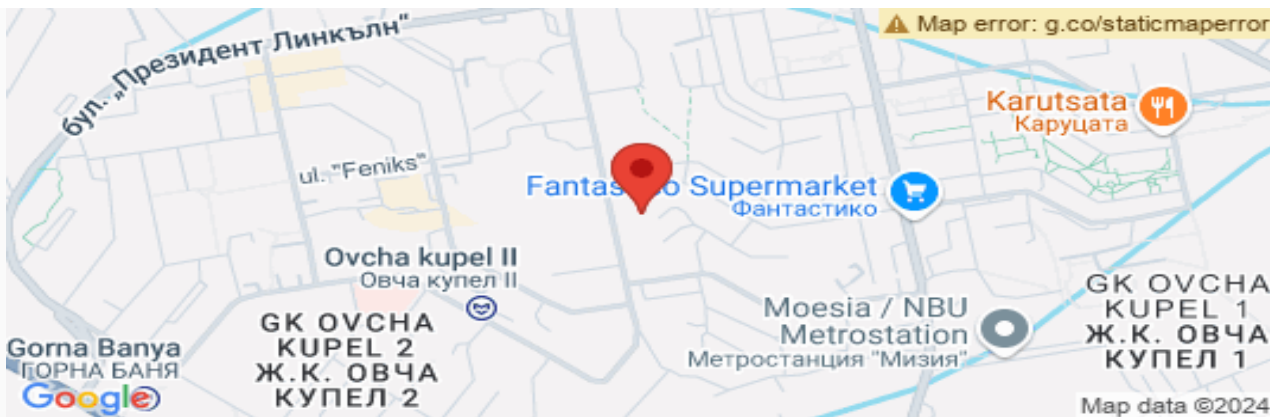 Map error: g.co/staticmaperror
бул. „Президент Линкълн“
Karutsata
Каруцата
ul. "Feniks"
Supermarket
Фантастико
Ovcha kupel II
Овча купел II
GK OVCHA
KUPEL 2
Ж.К. ОВЧА
КУПЕЛ 2
Moesia / NBU
Metrostation
Метростанция "Мизия"
GK OVCHA
KUPEL 1
Ж.К. ОВЧА
КУПЕЛ 1
Gorna Banya
ГОРНА БАНЯ
Google
Map data ©2024